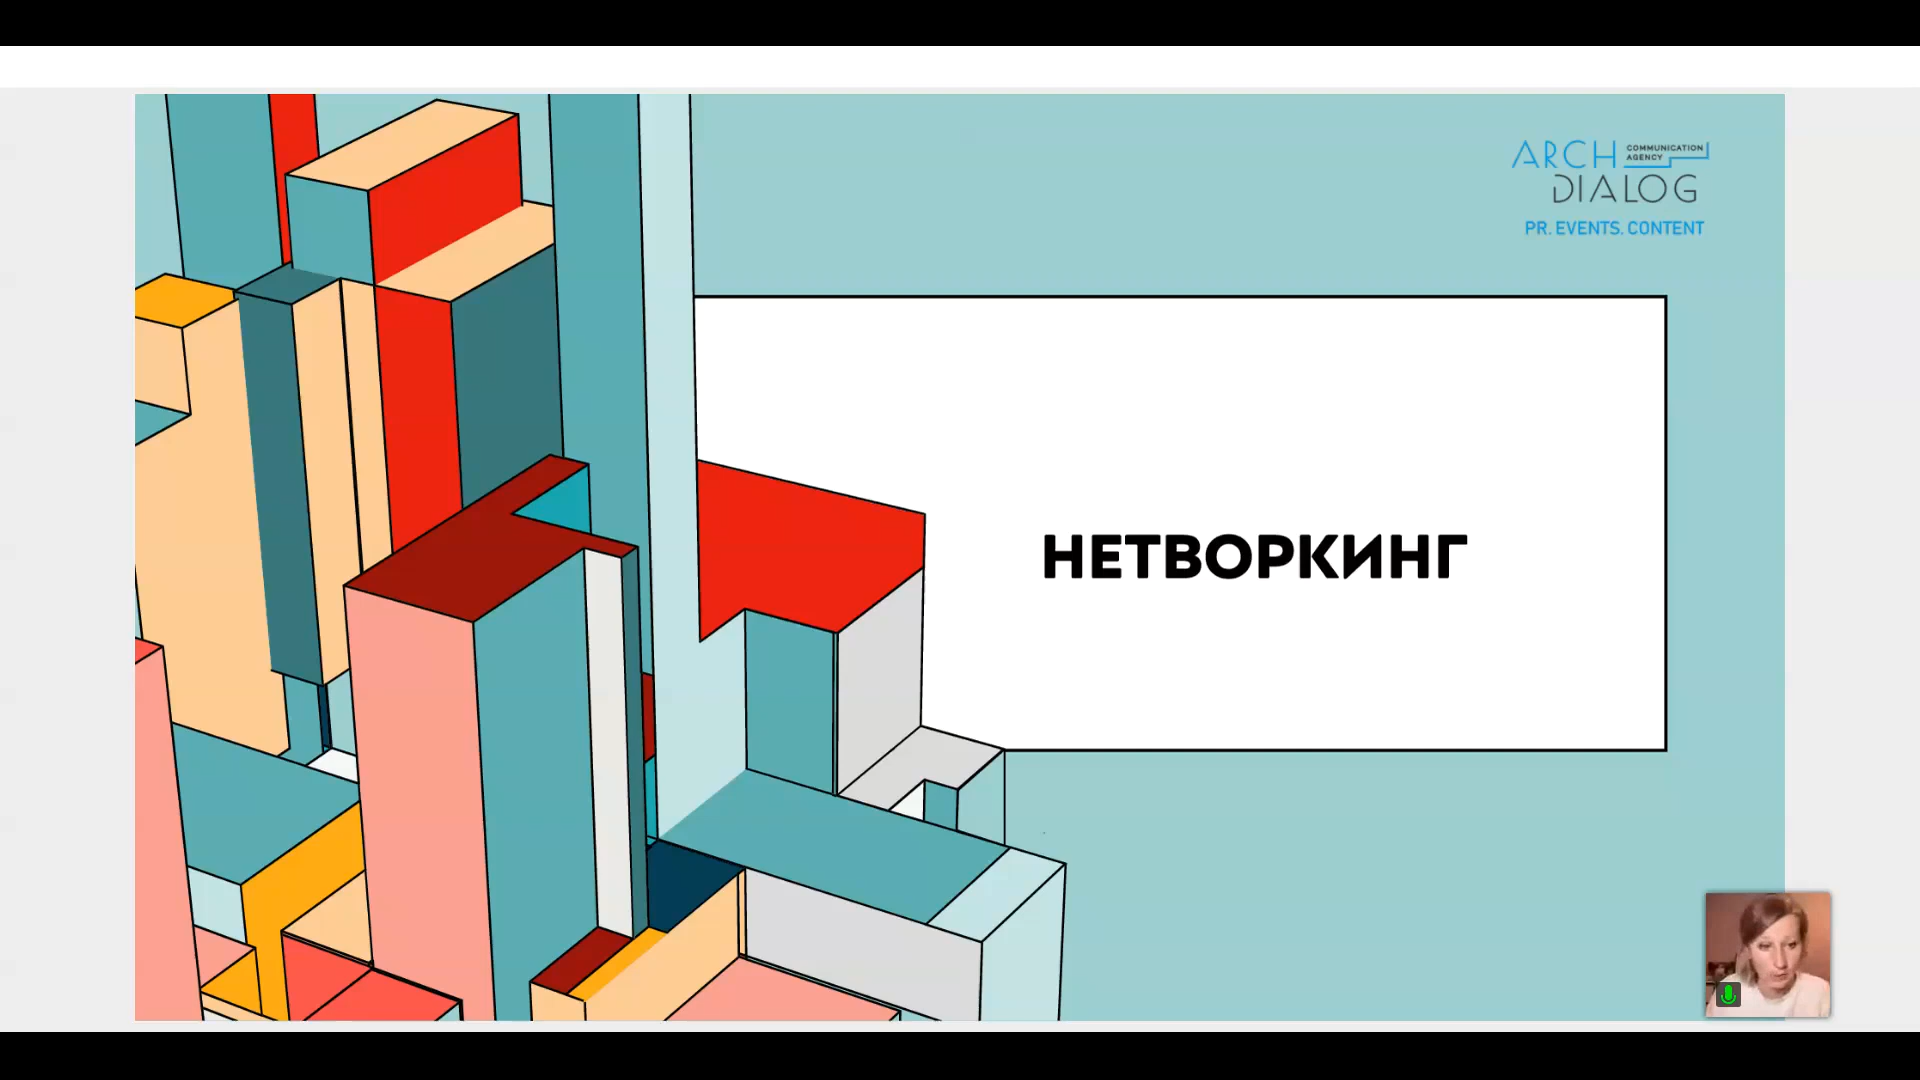 ARCH COMMUNICATION
AGENCY
DIALOG
PR. EVENTS. CONTENT
НЕТВОРКИНГ